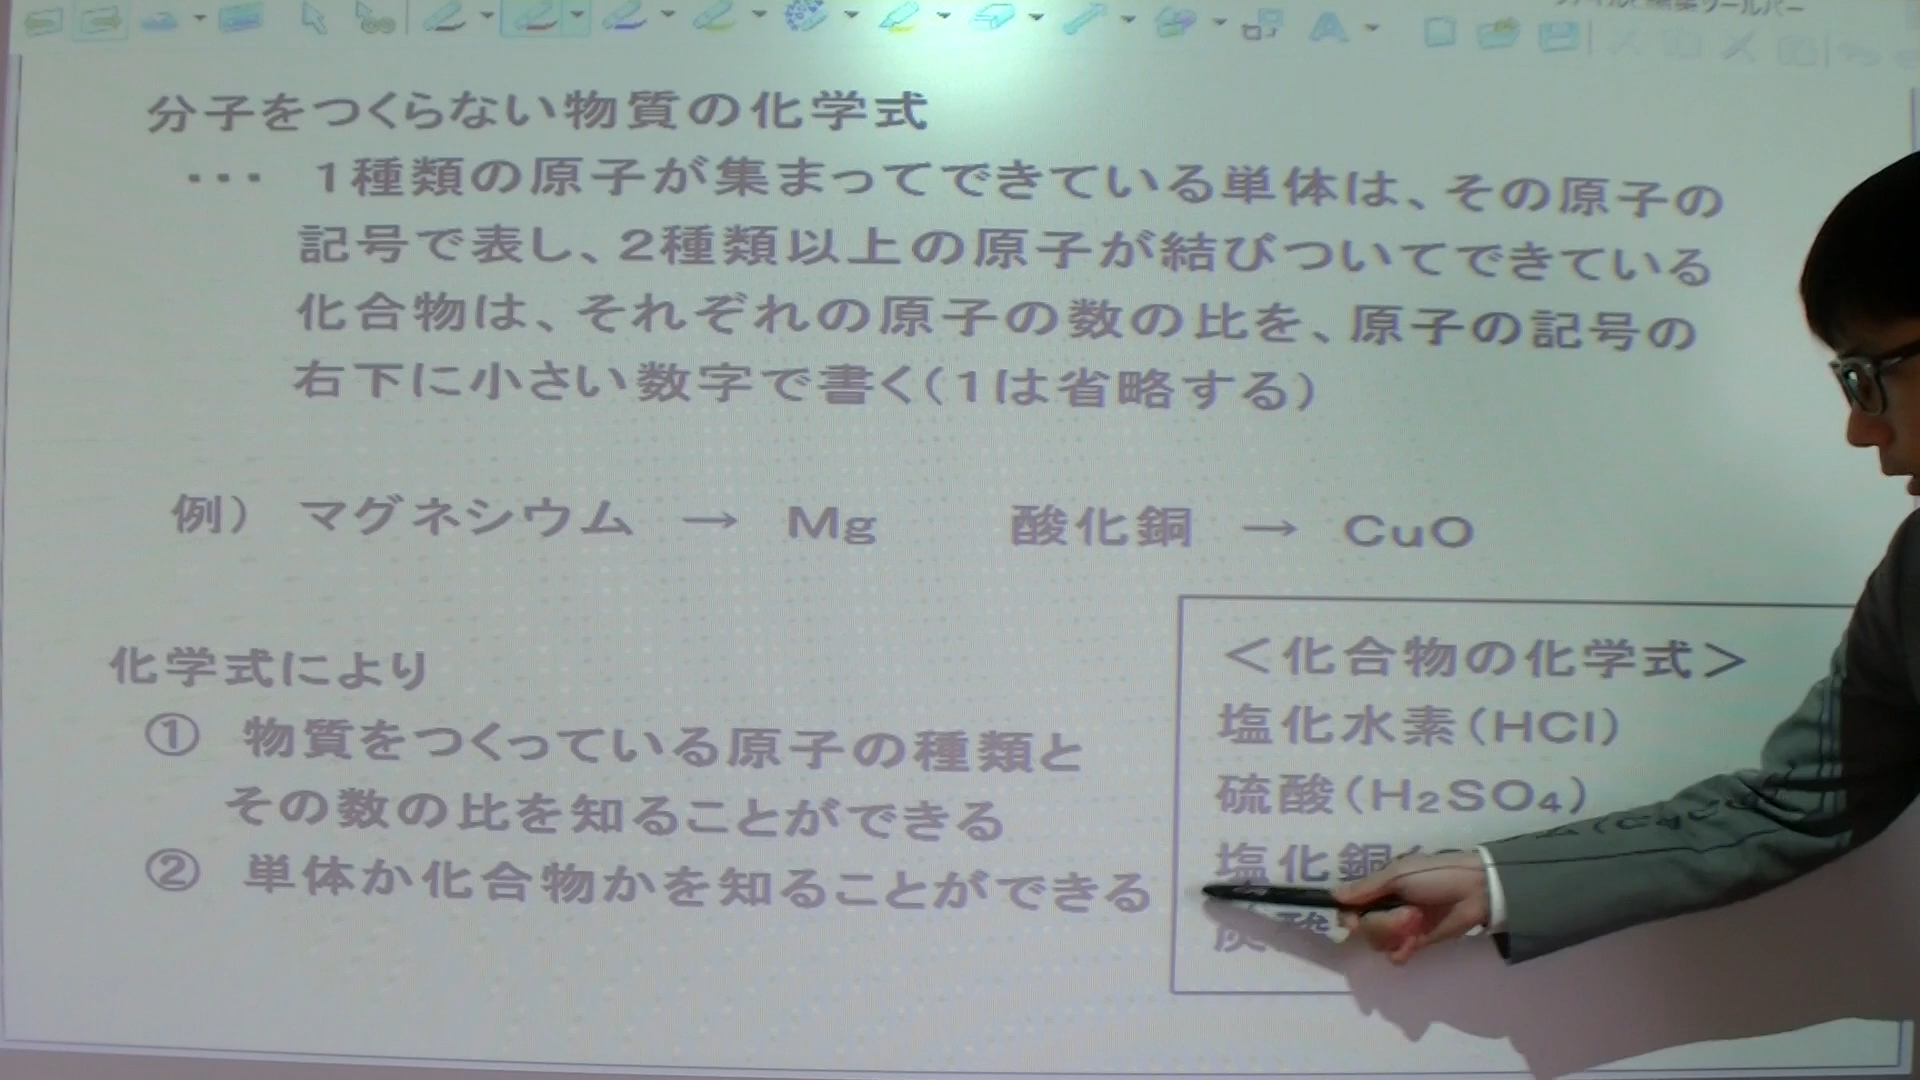 分子をつくらない物質の化学式
・・・ 1種類の原子が集まってできている単体は、その原子の
記号で表し、2種類以上の原子が結びついてできている
化合物は、それぞれの原子の数の比を、原子の記号の
右下に小さい数字で書く(1は省略する)
例) マグネシウム → Mg 酸化銅 → CuO
化学式により
① 物質をつくっている原子の種類と
その数の比を知ることができる
② 単体か化合物かを知ることができる
<化合物の化学式>
塩化水素(HCl)
硫酸(H₂SO₄)
塩化銅